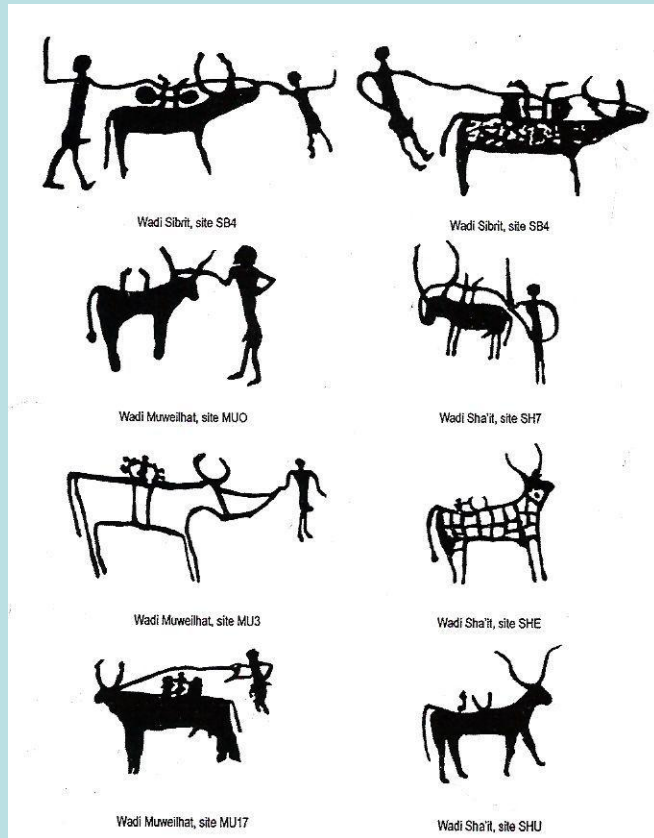 Wadi Sibrit, site SB4
Wadi Sibrit, site SB4
Wadi Muweilhat, site MUO
Wadi Sha'it, site SH7
Wadi Muweilhat, site MU3
Wadi Sha'it, site SHE
Wadi Muweilhat, site MU17
Wadi Sha'it, site SHU